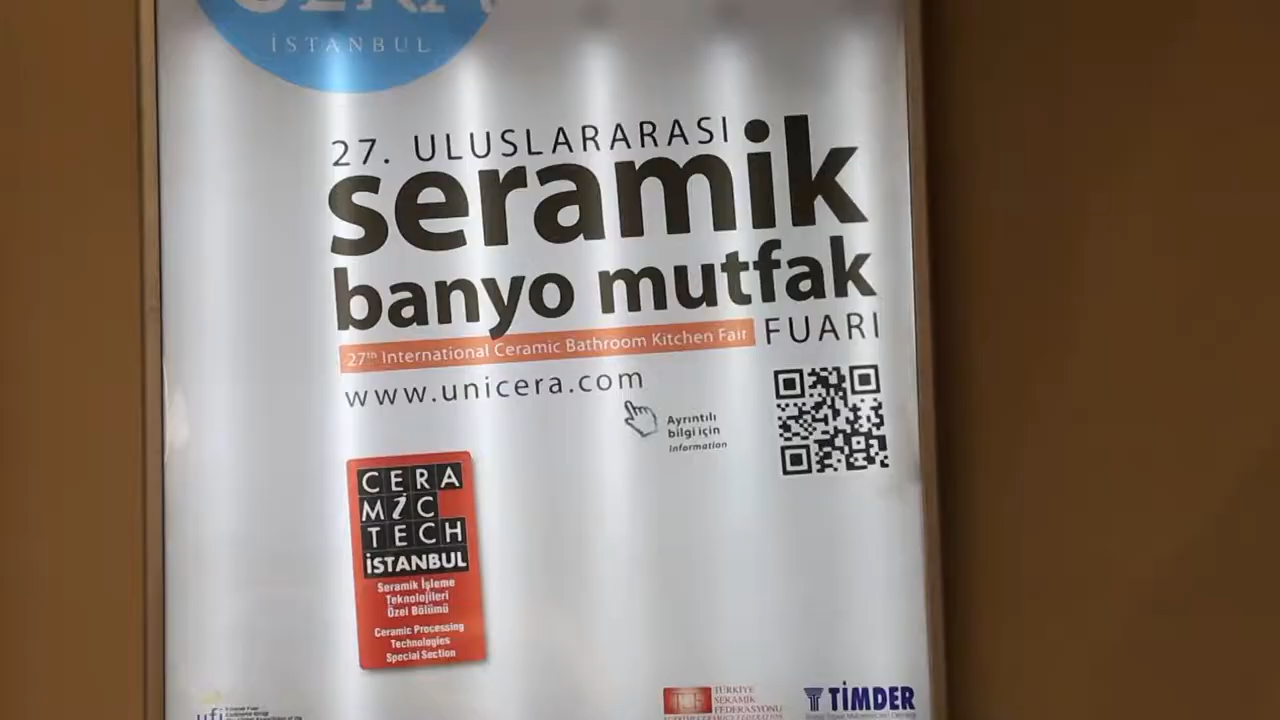 İSTANBUL
27. ULUSLARARASI
seramik
banyo mutfak
FUARI
27th International Ceramic Bathroom Kitchen Fair
www.unicera.com
Ayrıntılı
bilgi için
information
CERA
MiC
TECH
İSTANBUL
Seramik İşleme
Teknolojileri
Özel Bölümü
Ceramic Processing
Technologies
Special Section
ufi
TÜRKİYE
SERAMİK
FEDERASYONU
TİMDER